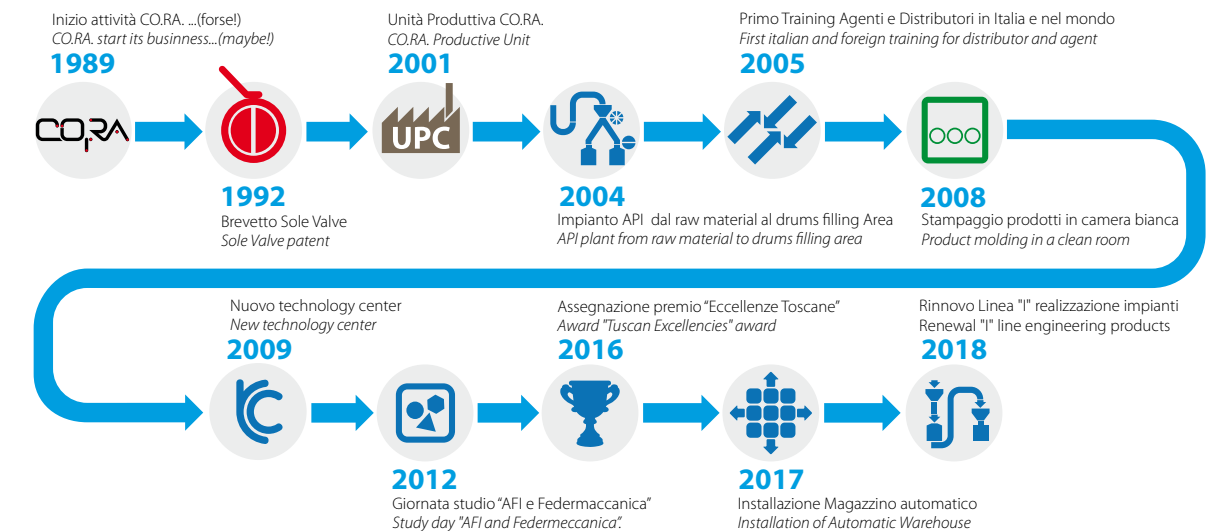 Inizio attività CO.RA. ...(forse!)
CO.RA. start its businness...(maybe!)
1989
CO.RA
1992
Brevetto Sole Valve
Sole Valve patent
Unità Produttiva CO.RA.
CO.RA. Productive Unit
2001
UPC
2004
Impianto API dal raw material al drums filling Area
API plant from raw material to drums filling area
Primo Training Agenti e Distributori in Italia e nel mondo
First italian and foreign training for distributor and agent
2005
2008
Stampaggio prodotti in camera bianca
Product molding in a clean room
Nuovo technology center
New technology center
2009
2012
Giornata studio “AFI e Federmaccanica”
Study day "AFI and Federmeccanica".
Assegnazione premio “Eccellenze Toscane”
Award "Tuscan Excellencies" award
2016
2017
Installazione Magazzino automatico
Installation of Automatic Warehouse
Rinnovo Linea "I" realizzazione impianti
Renewal "I" line engineering products
2018